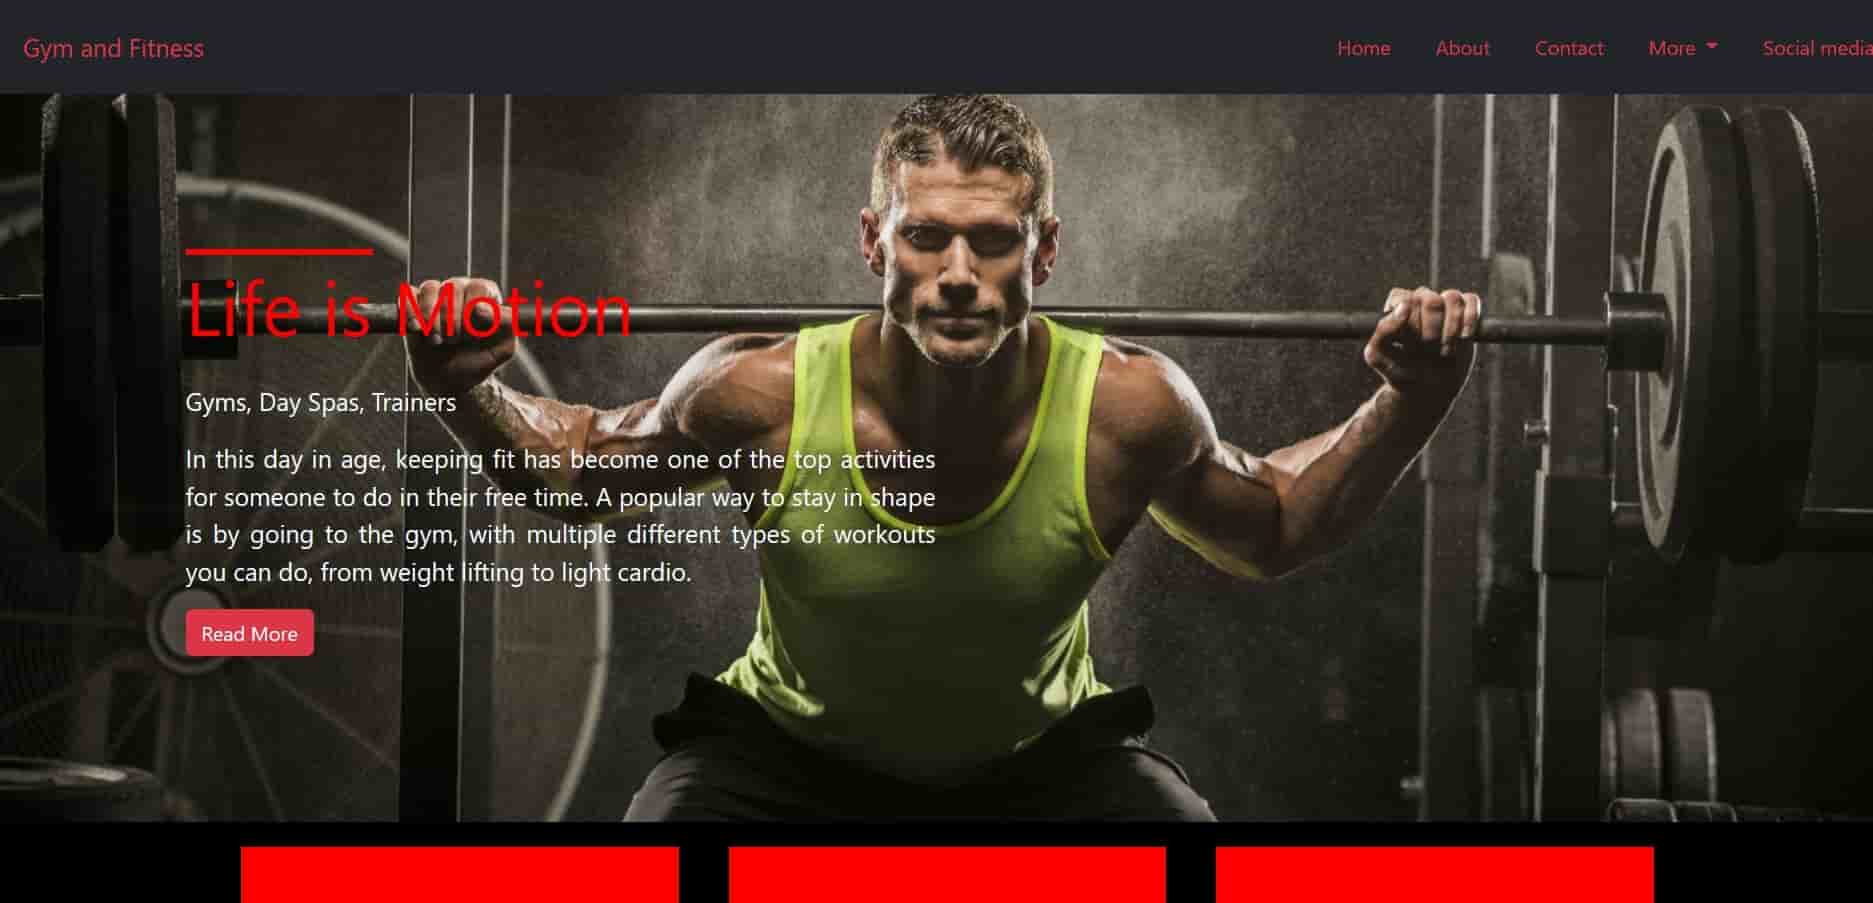 Gym and Fitness
Home
About
Contact
More
Social media
Life is Motion
Gyms, Day Spas, Trainers
In this day in age, keeping fit has become one of the top activities
for someone to do in their free time. A popular way to stay in shape
is by going to the gym, with multiple different types of workouts
you can do, from weight lifting to light cardio.
Read More